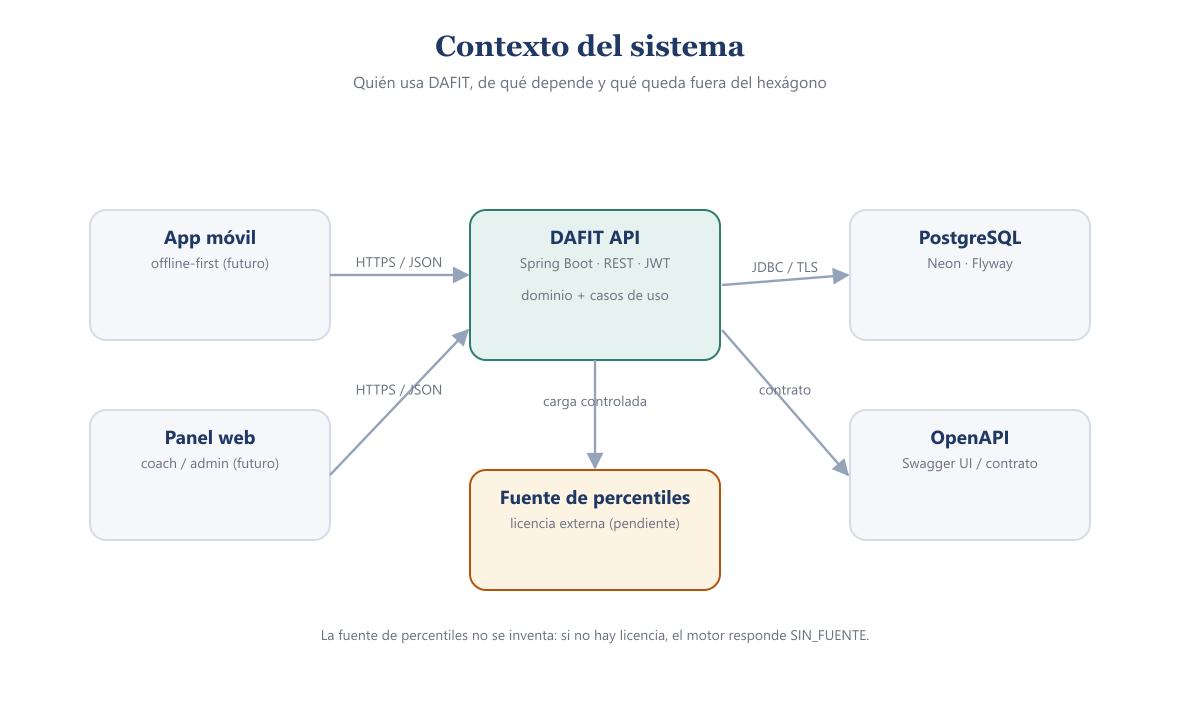 Contexto del sistema
Quién usa DAFIT, de qué depende y qué queda fuera del hexágono
App móvil
offline-first (futuro)
HTTPS / JSON
DAFIT API
Spring Boot · REST · JWT
dominio + casos de uso
JDBC / TLS
PostgreSQL
Neon · Flyway
HTTPS / JSON
carga controlada
contrato
Panel web
coach / admin (futuro)
OpenAPI
Swagger UI / contrato
Fuente de percentiles
licencia externa (pendiente)
La fuente de percentiles no se inventa: si no hay licencia, el motor responde SIN_FUENTE.